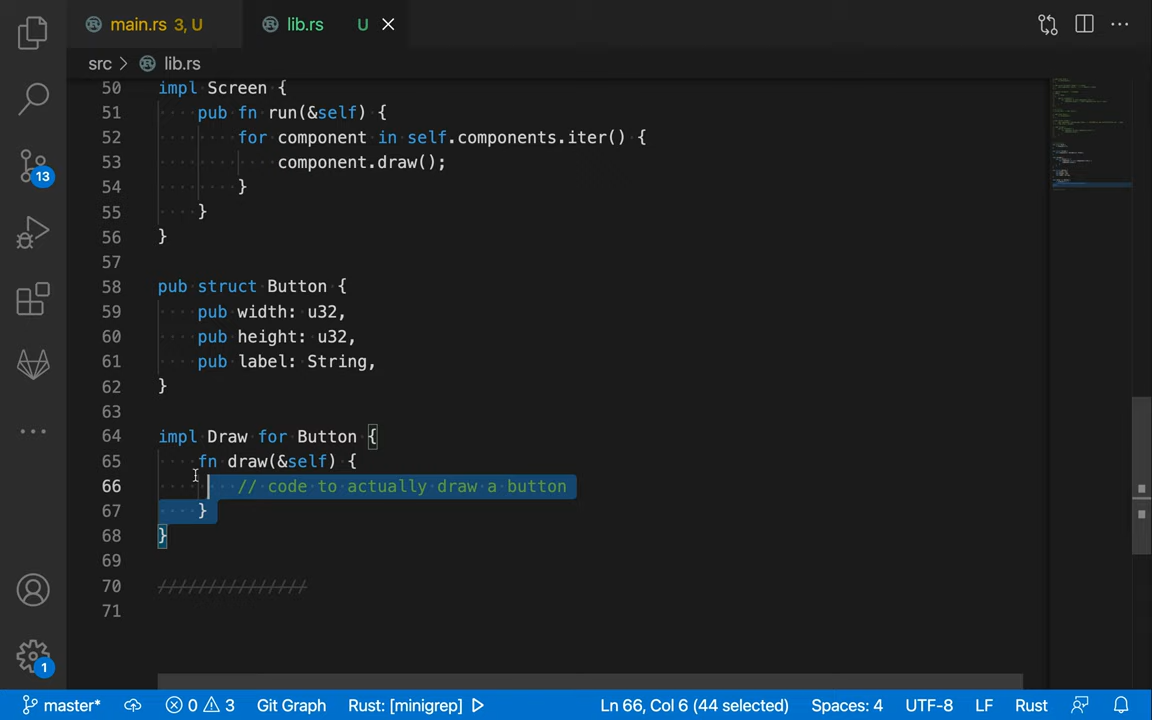 main.rs 3, U
lib.rs U
src > lib.rs
50 impl Screen {
51 pub fn run(&self) {
52 for component in self.components.iter() {
53 component.draw();
54 }
55 }
56 }
57
58 pub struct Button {
59 pub width: u32,
60 pub height: u32,
61 pub label: String,
62 }
63
64 impl Draw for Button {
65 fn draw(&self) {
66 // code to actually draw a button
67 }
68 }
69
70 ///////////////
71
13
1
master* 0 3 Git Graph Rust: [minigrep] Ln 66, Col 6 (44 selected) Spaces: 4 UTF-8 LF Rust